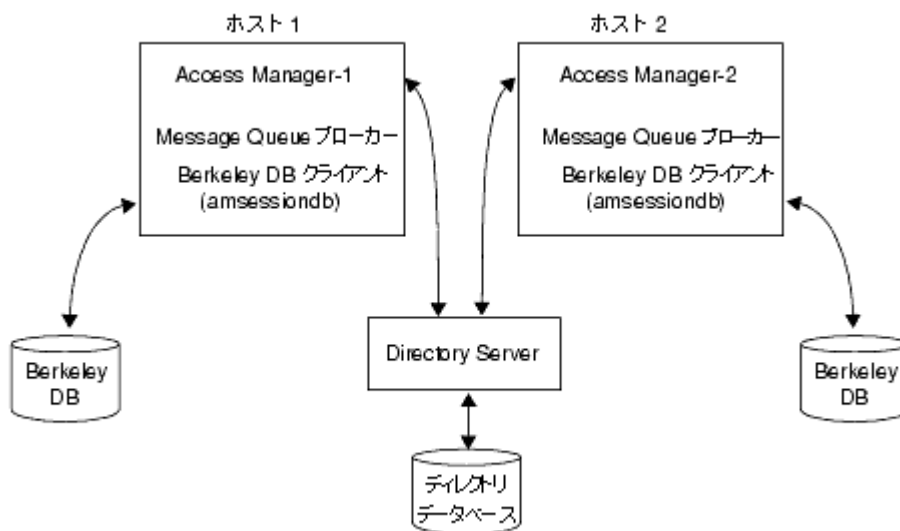 ホスト 1
Access Manager-1
Message Queue ブローカー
Berkeley DB クライアント
(amsessiondb)
ホスト 2
Access Manager-2
Message Queue ブローカー
Berkeley DB クライアント
(amsessiondb)
Berkeley
DB
Directory Server
Berkeley
DB
ディレクトリ
データベース